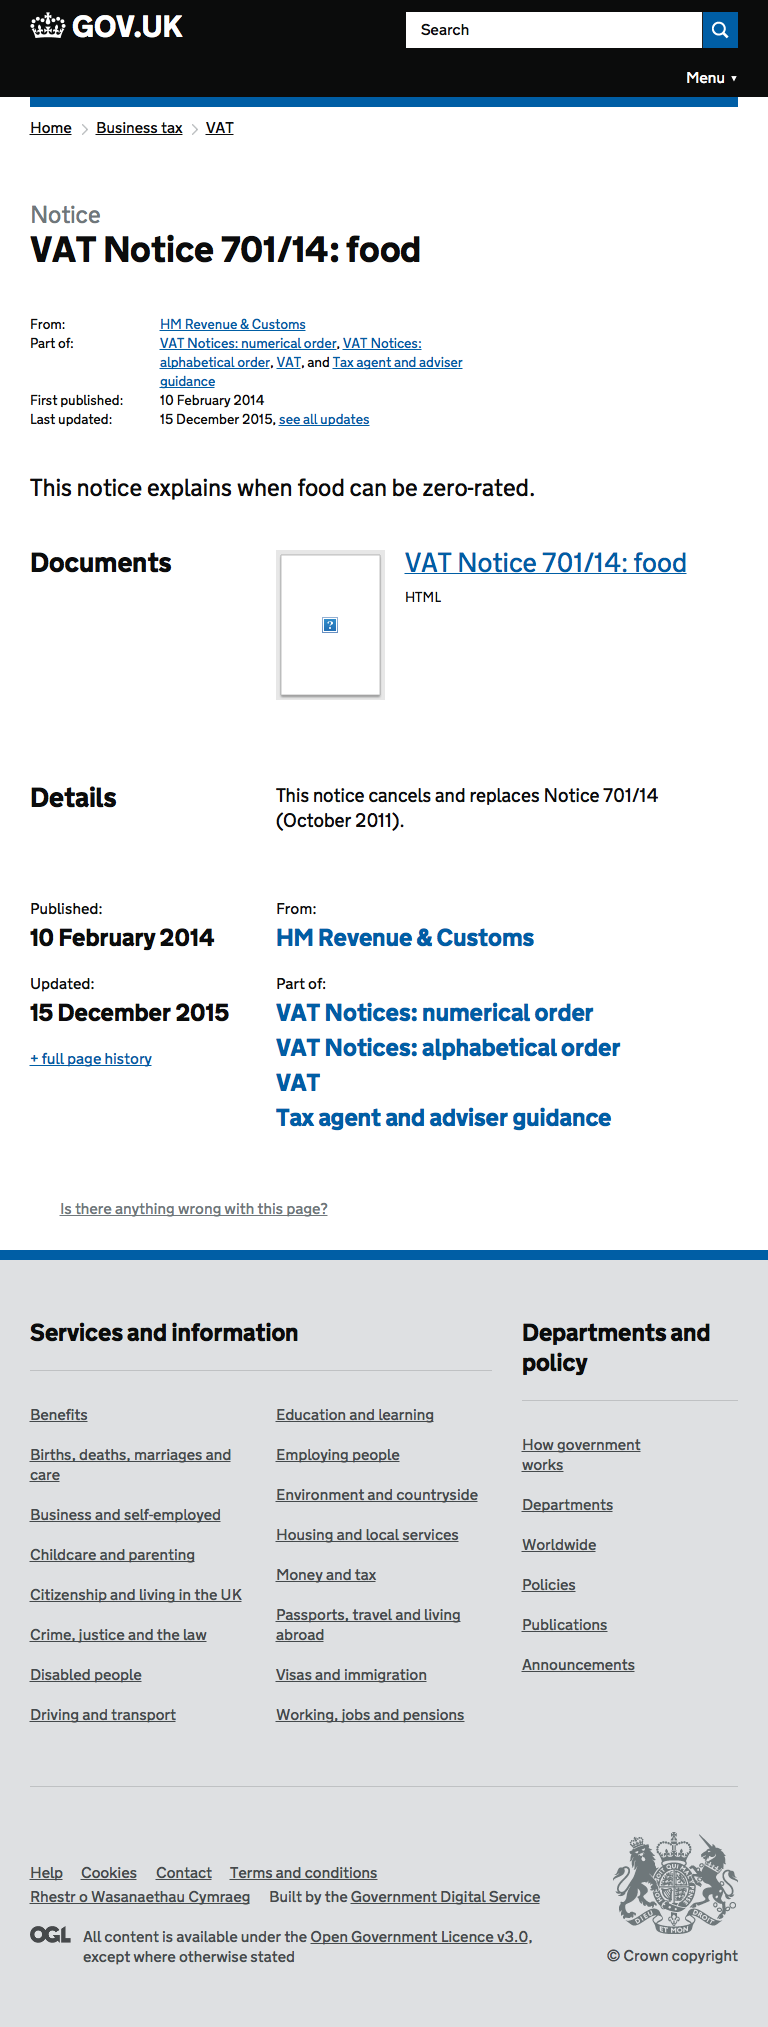 GOV.UK
Search
Menu ▼
Home
Business tax
VAT
Notice
VAT Notice 701/14: food
From: HM Revenue & Customs
Part of: VAT Notices: numerical order, VAT Notices:
alphabetical order, VAT, and Tax agent and adviser
guidance
First published: 10 February 2014
Last updated: 15 December 2015, see all updates
This notice explains when food can be zero-rated.
Documents
VAT Notice 701/14: food
HTML
?
Details
This notice cancels and replaces Notice 701/14
(October 2011).
Published:
10 February 2014
Updated:
15 December 2015
+ full page history
From:
HM Revenue & Customs
Part of:
VAT Notices: numerical order
VAT Notices: alphabetical order
VAT
Tax agent and adviser guidance
Is there anything wrong with this page?
Services and information
Benefits
Births, deaths, marriages and
care
Business and self-employed
Childcare and parenting
Citizenship and living in the UK
Crime, justice and the law
Disabled people
Driving and transport
Education and learning
Employing people
Environment and countryside
Housing and local services
Money and tax
Passports, travel and living
abroad
Visas and immigration
Working, jobs and pensions
Departments and
policy
How government
works
Departments
Worldwide
Policies
Publications
Announcements
Help Cookies Contact Terms and conditions
Rhestr o Wasanaethau Cymraeg Built by the Government Digital Service
OGL
All content is available under the Open Government Licence v3.0,
except where otherwise stated
DIEU ET MON DROIT
© Crown copyright